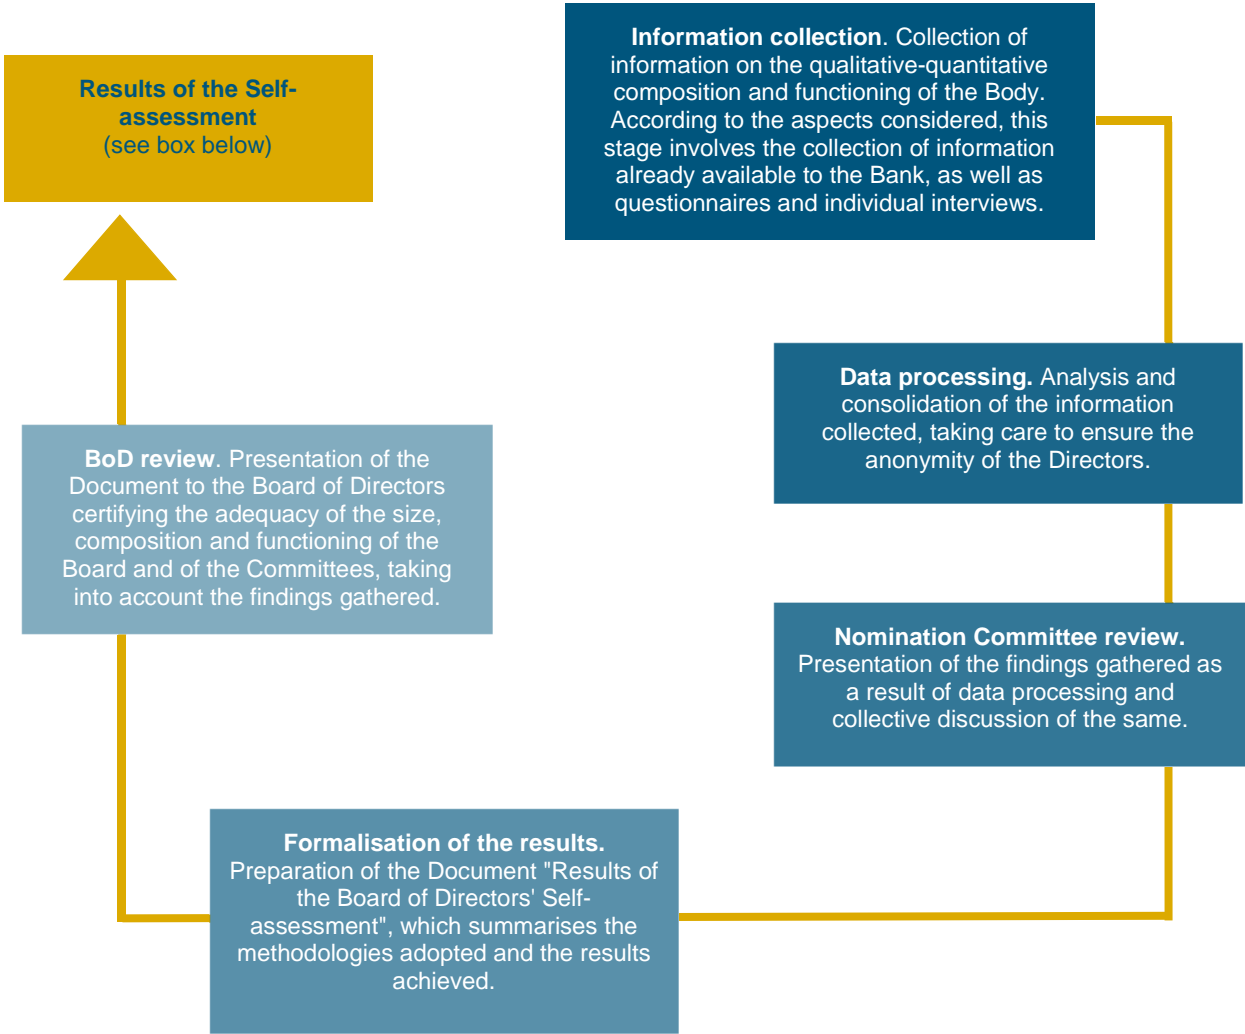 Information collection. Collection of
information on the qualitative-quantitative
composition and functioning of the Body.
According to the aspects considered, this
stage involves the collection of information
already available to the Bank, as well as
questionnaires and individual interviews.
Results of the Self-
assessment
(see box below)
Data processing. Analysis and
consolidation of the information
collected, taking care to ensure the
anonymity of the Directors.
BoD review. Presentation of the
Document to the Board of Directors
certifying the adequacy of the size,
composition and functioning of the
Board and of the Committees, taking
into account the findings gathered.
Nomination Committee review.
Presentation of the findings gathered as
a result of data processing and
collective discussion of the same.
Formalisation of the results.
Preparation of the Document "Results of
the Board of Directors' Self-
assessment", which summarises the
methodologies adopted and the results
achieved.